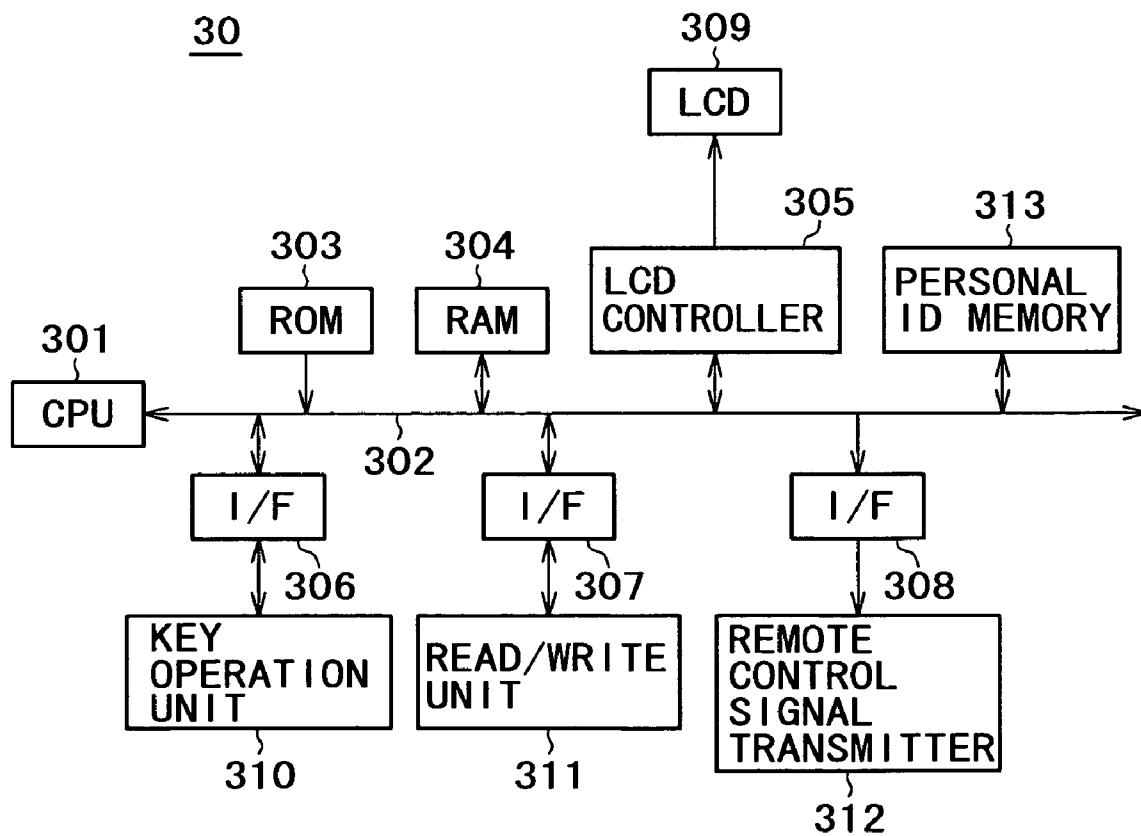 30
309
LCD
305
313
303
304
LCD
CONTROLLER
PERSONAL
ID MEMORY
ROM
RAM
301
CPU
302
I/F
I/F
I/F
306
307
308
KEY
OPERATION
UNIT
READ/WRITE
UNIT
REMOTE
CONTROL
SIGNAL
TRANSMITTER
310
311
312